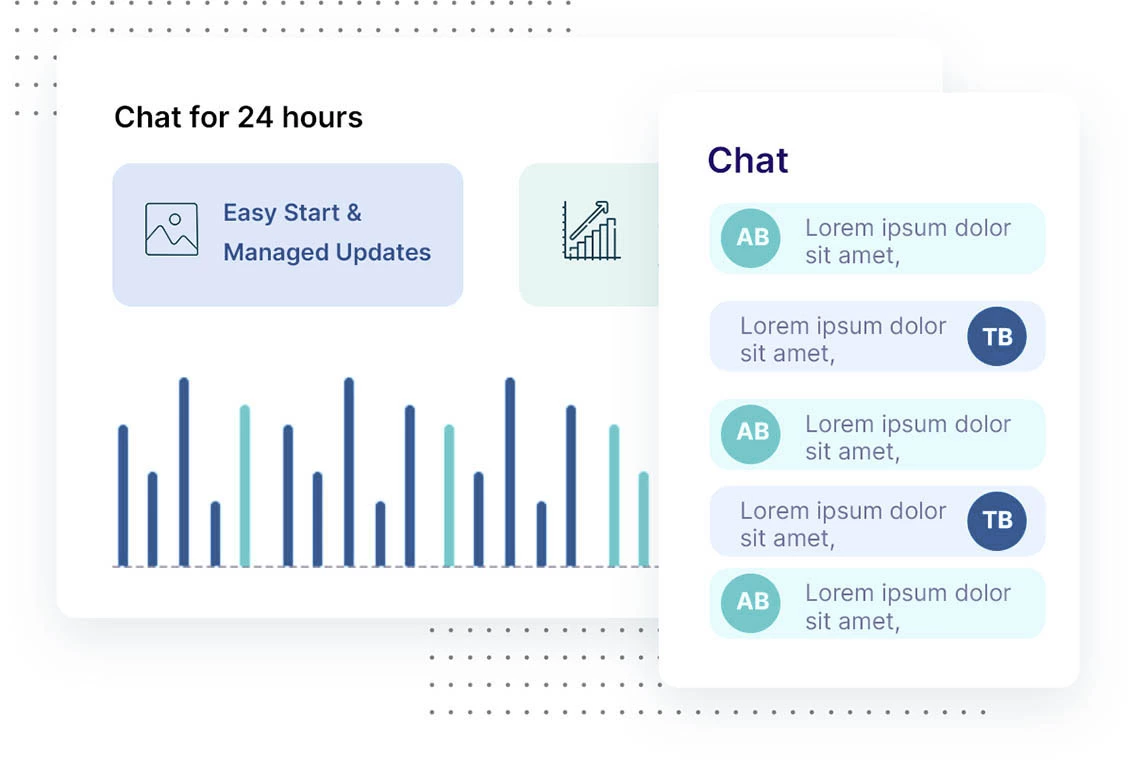 Chat for 24 hours
Easy Start &
Managed Updates
Chat
AB
Lorem ipsum dolor
sit amet,
Lorem ipsum dolor
sit amet,
TB
AB
Lorem ipsum dolor
sit amet,
Lorem ipsum dolor
sit amet,
TB
AB
Lorem ipsum dolor
sit amet,